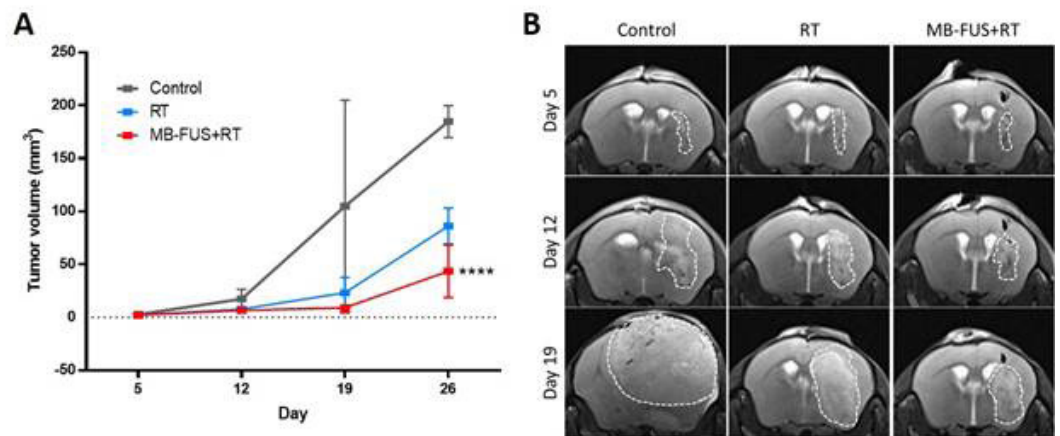 A
250
200
150
100
50
0
-50
Tumor volume (mm³)
Control
RT
MB-FUS+RT
****
5 12 19 26
Day
B
Control RT MB-FUS+RT
Day 5
Day 12
Day 19